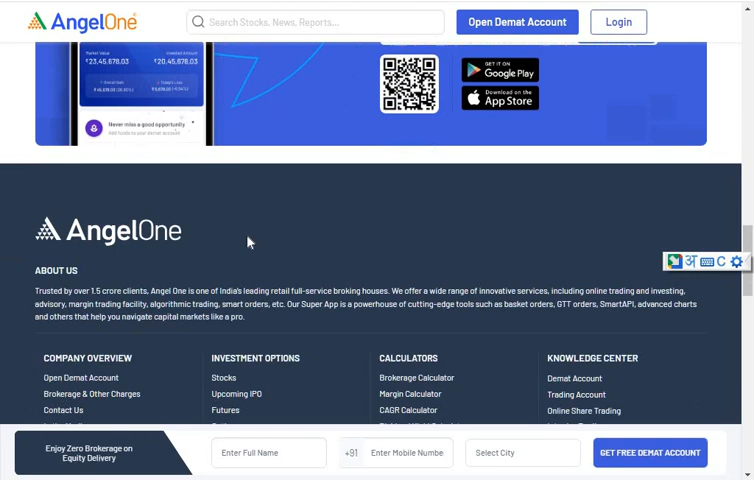 AngelOne
Search Stocks, News, Reports...
Open Demat Account
Login
Market Value
Invested Amount
₹23,45,678.03
₹20,45,678.03
Overall Gain
Never miss a good opportunity
Add funds to your demat account
GET IT ON
Google Play
Download on the
App Store
AngelOne
ABOUT US
Trusted by over 1.5 crore clients, Angel One is one of India's leading retail full-service broking houses. We offer a wide range of innovative services, including online trading and investing,
advisory, margin trading facility, algorithmic trading, smart orders, etc. Our Super App is a powerhouse of cutting-edge tools such as basket orders, GTT orders, SmartAPI, advanced charts
and others that help you navigate capital markets like a pro.
COMPANY OVERVIEW
INVESTMENT OPTIONS
CALCULATORS
KNOWLEDGE CENTER
Open Demat Account
Stocks
Brokerage Calculator
Demat Account
Brokerage & Other Charges
Upcoming IPO
Margin Calculator
Trading Account
Contact Us
Futures
CAGR Calculator
Online Share Trading
अ C
Enjoy Zero Brokerage on
Equity Delivery
Enter Full Name
+91
Enter Mobile Numbe
Select City
GET FREE DEMAT ACCOUNT